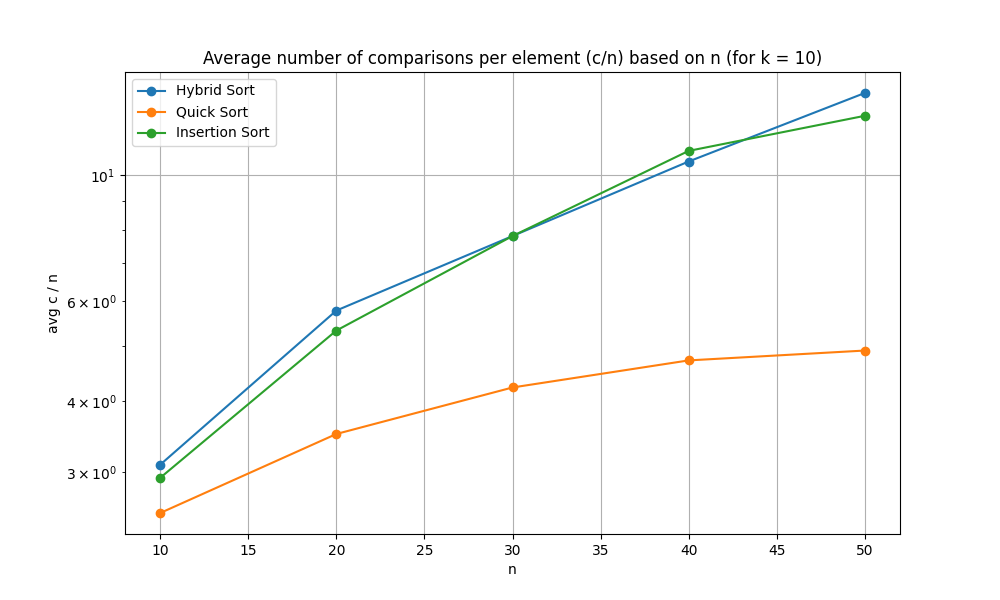 Average number of comparisons per element (c/n) based on n (for k = 10)
Hybrid Sort
Quick Sort
Insertion Sort
10¹
6 × 10⁰
4 × 10⁰
3 × 10⁰
avg c / n
10 15 20 25 30 35 40 45 50
n